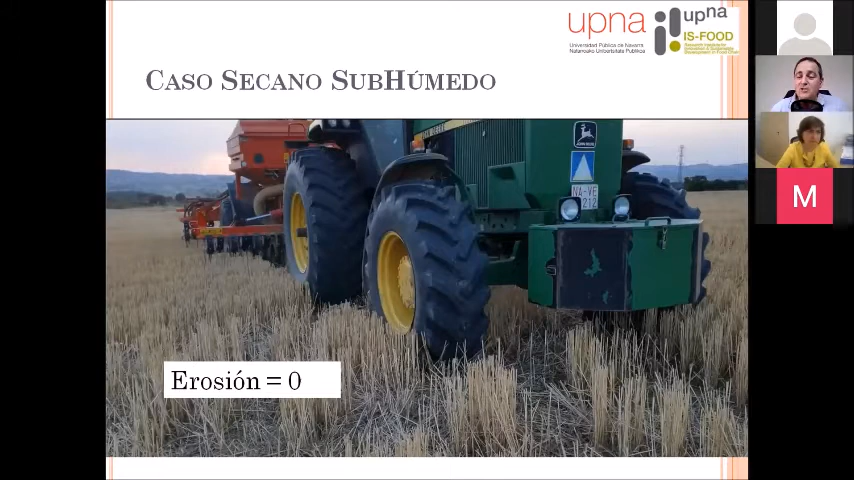 upna
Universidad Pública de Navarra
Nafarroako Unibertsitate Publikoa
upna
IS-FOOD
CASO SECANO SUBHÚMEDO
NA-VE
212
Erosión = 0
M